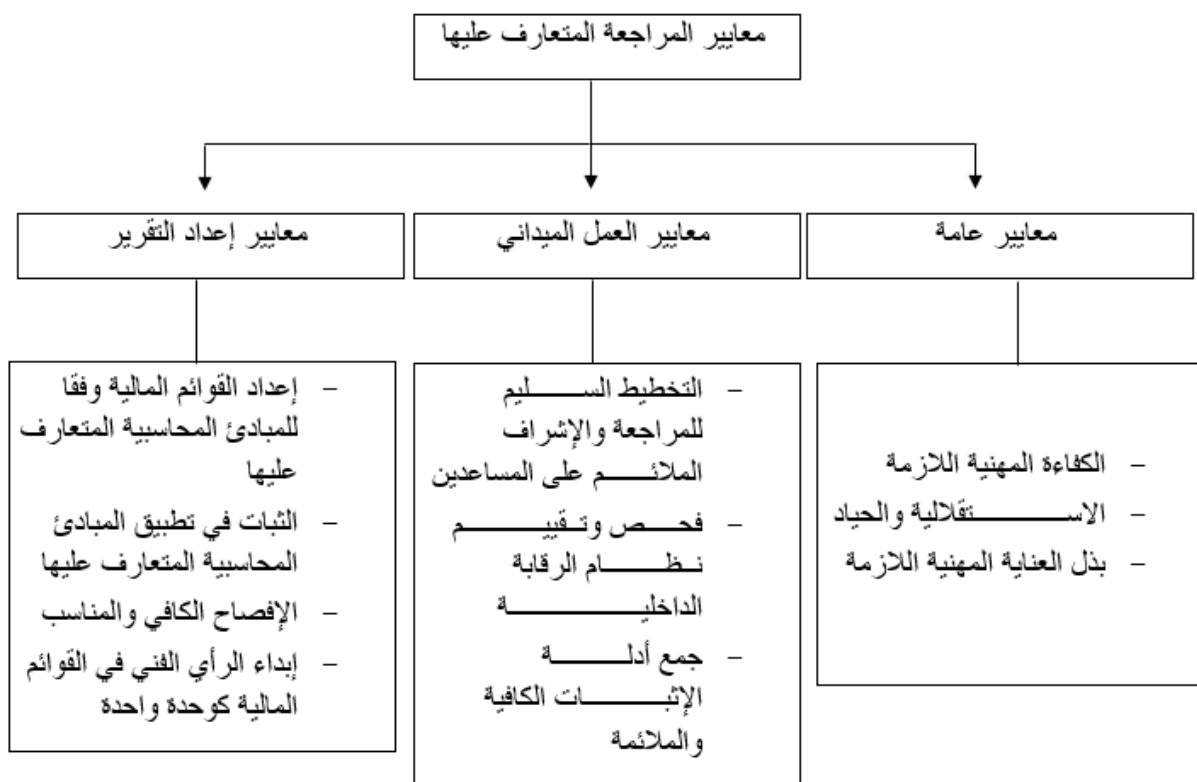 معايير المراجعة المتعارف عليها
معايير عامة
معايير العمل الميداني
معايير إعداد التقرير
– الكفاءة المهنية اللازمة
– الاستقلالية والحياد
– بذل العناية المهنية اللازمة
– التخطيط السليم
للمراجعة والإشراف
الملائم على المساعدين
– فحص وتقييم
نظام الرقابة
الداخلية
– جمع أدلة
الإثبات الكافية
والملائمة
– إعداد القوائم المالية وفقا
للمبادئ المحاسبية المتعارف
عليها
– الثبات في تطبيق المبادئ
المحاسبية المتعارف عليها
– الإفصاح الكافي والمناسب
– إبداء الرأي الفني في القوائم
المالية كوحدة واحدة